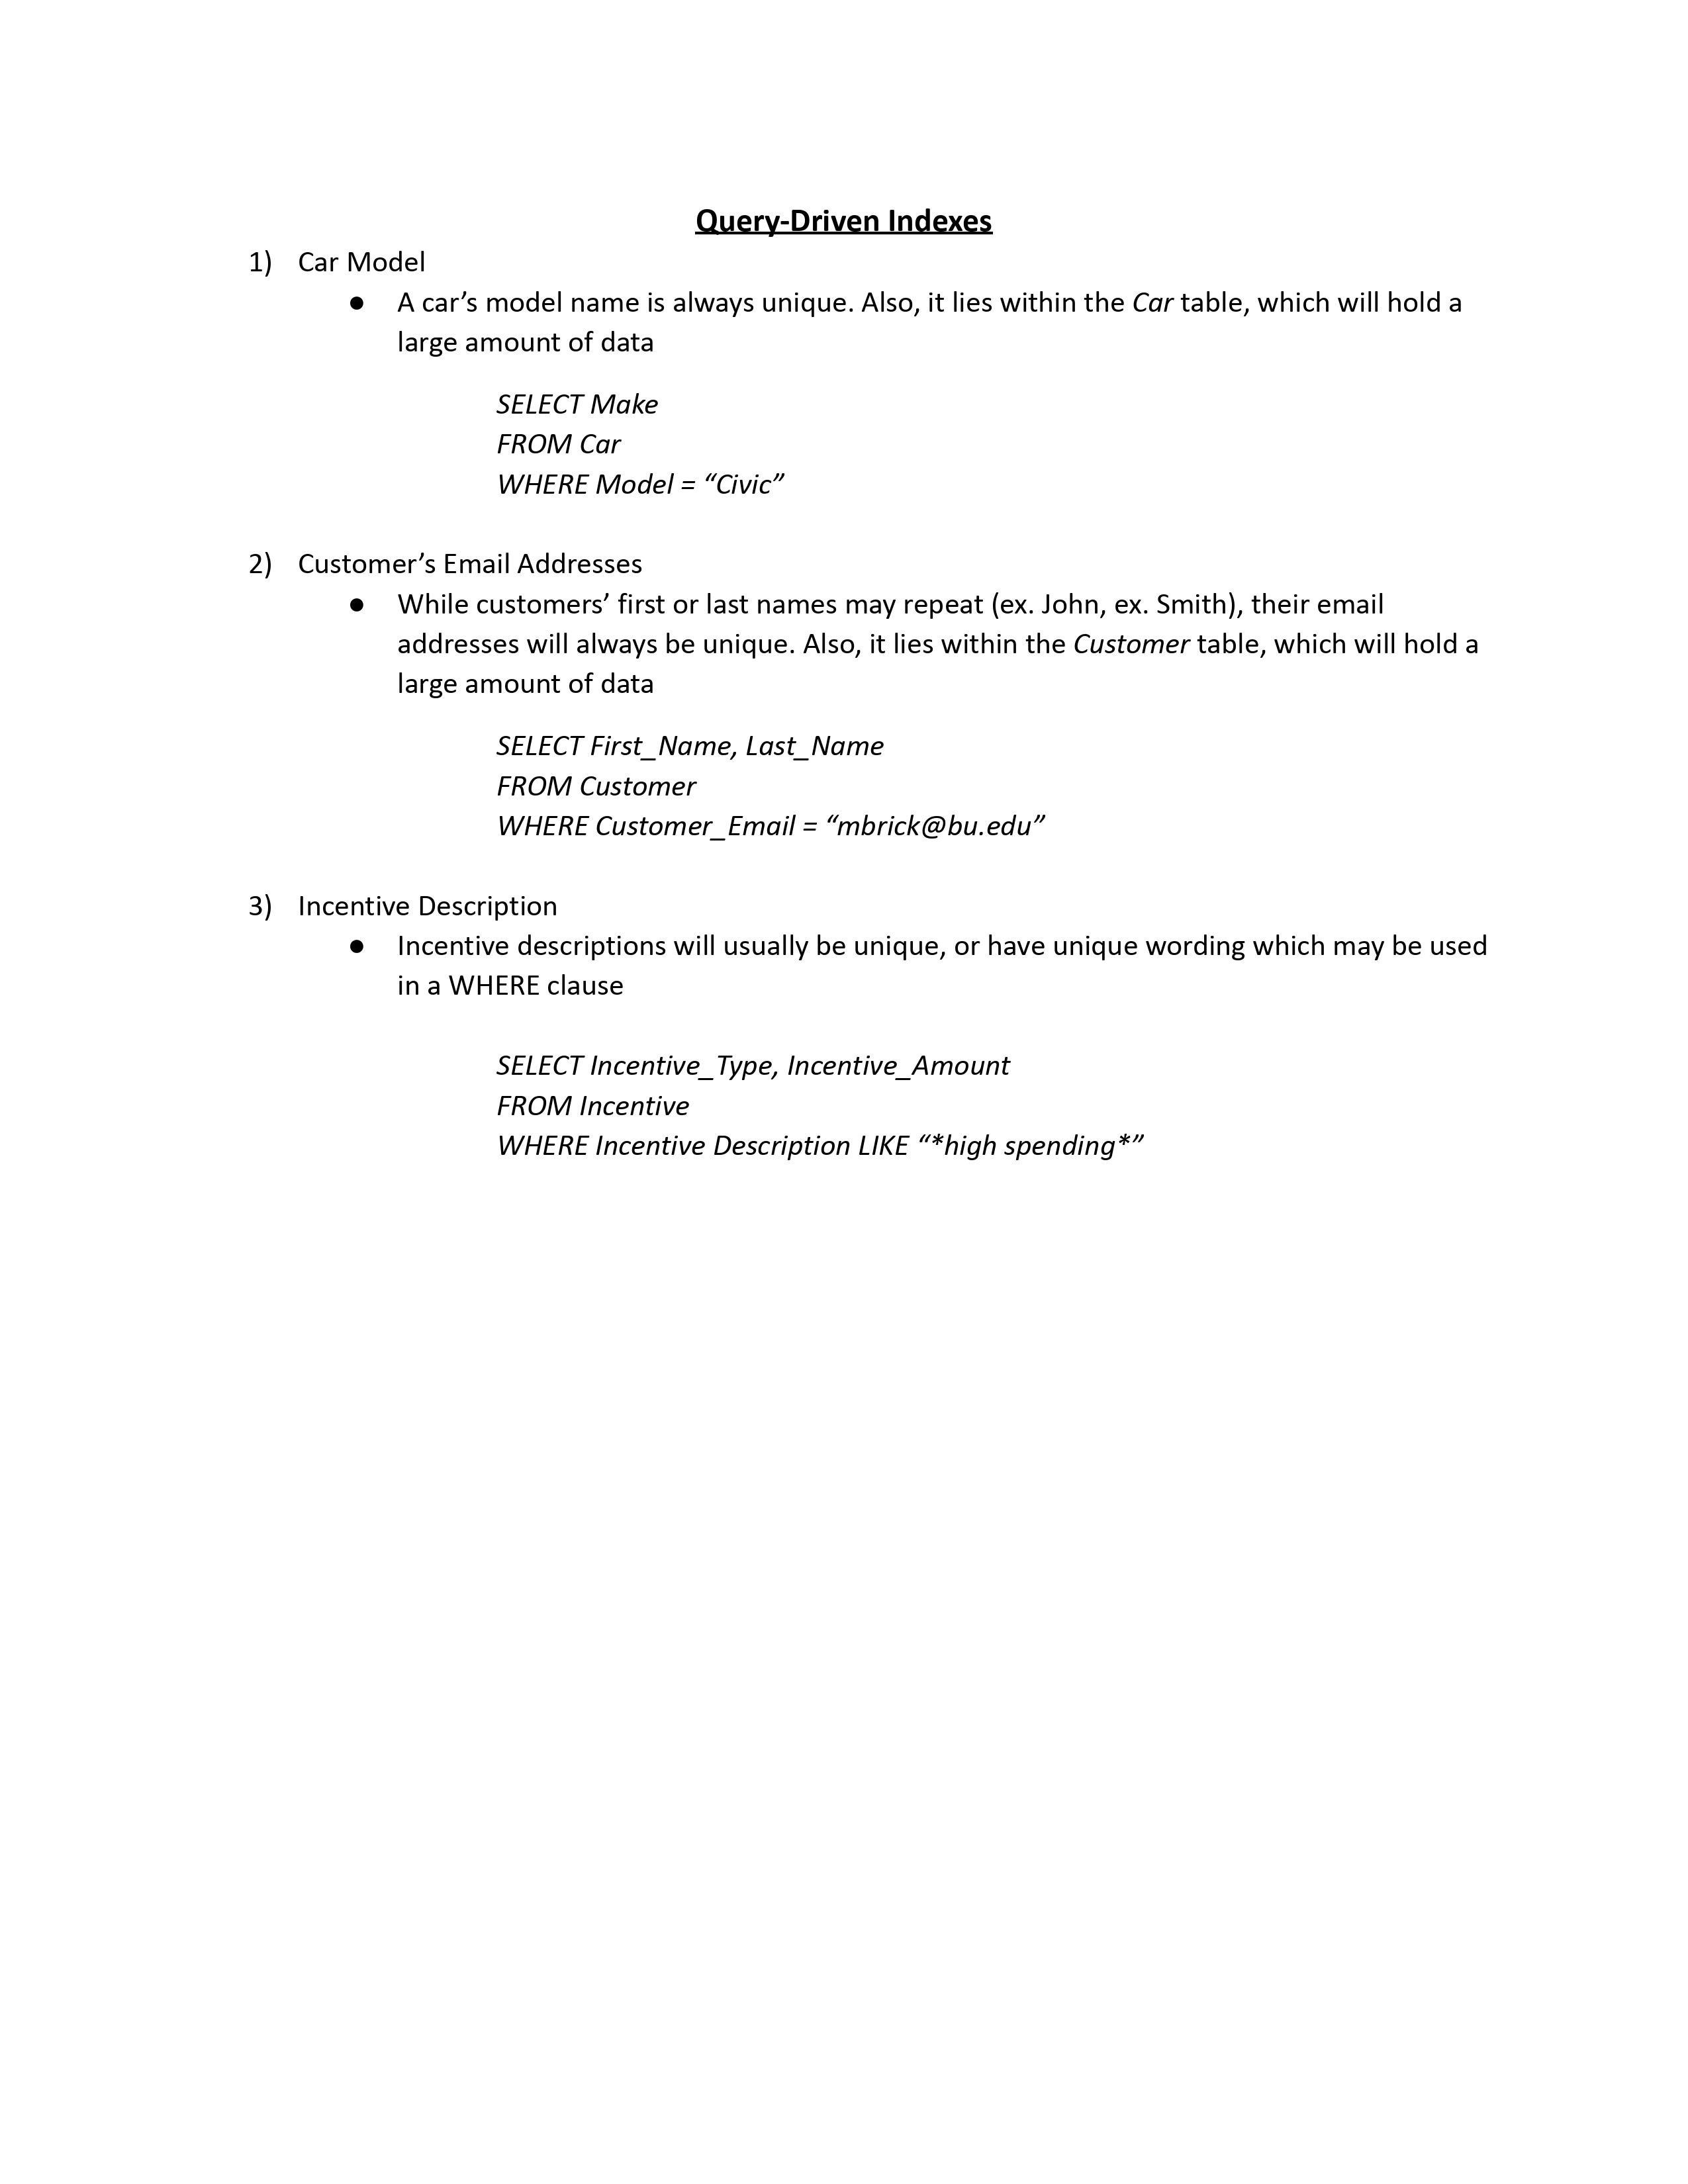 Query-Driven Indexes
1) Car Model
● A car’s model name is always unique. Also, it lies within the Car table, which will hold a
large amount of data
SELECT Make
FROM Car
WHERE Model = “Civic”
2) Customer’s Email Addresses
● While customers’ first or last names may repeat (ex. John, ex. Smith), their email
addresses will always be unique. Also, it lies within the Customer table, which will hold a
large amount of data
SELECT First_Name, Last_Name
FROM Customer
WHERE Customer_Email = “mbrick@bu.edu”
3) Incentive Description
● Incentive descriptions will usually be unique, or have unique wording which may be used
in a WHERE clause
SELECT Incentive_Type, Incentive_Amount
FROM Incentive
WHERE Incentive Description LIKE “*high spending*”